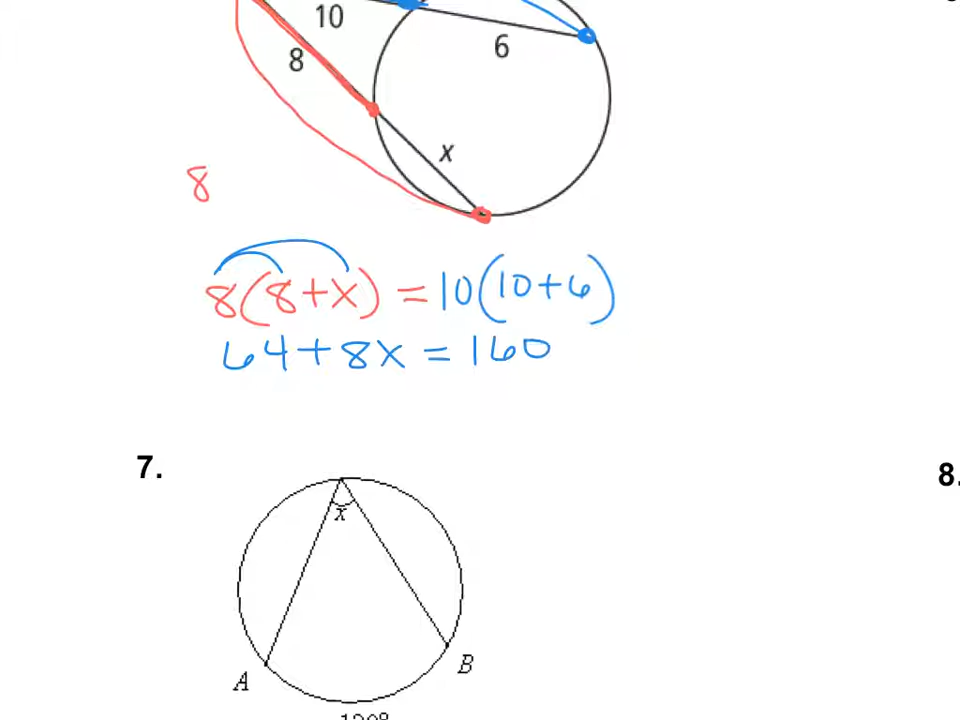 10
6
8
x
8
8(8+x) = 10(10+6)
64+8x = 160
7.
8.
x
B
A